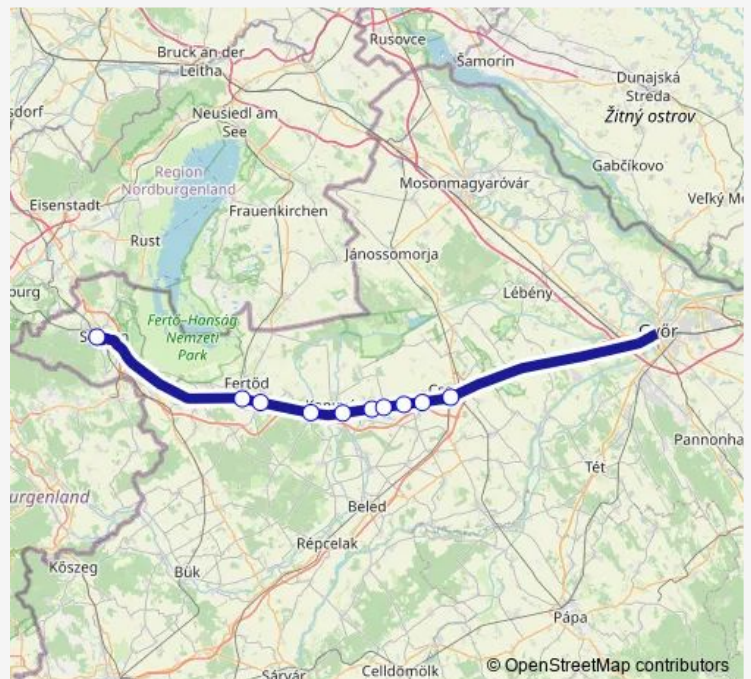 Rusovce
Bruck an der
Leitha
Šamorín
Dunajská
Streda
Žitný ostrov
Neusiedl am
See
Gabčíkovo
Region
Nordburgenland
Mosonmagyaróvár
Eisenstadt
Frauenkirchen
Rust
Jánossomorja
Lébény
Fertő-Hanság
Nemzeti
Park
Győr
Fertőd
Pannonha
Tét
Beled
Répcelak
Kőszeg
Bük
Pápa
Sárvár
Celldömölk
© OpenStreetMap contributors